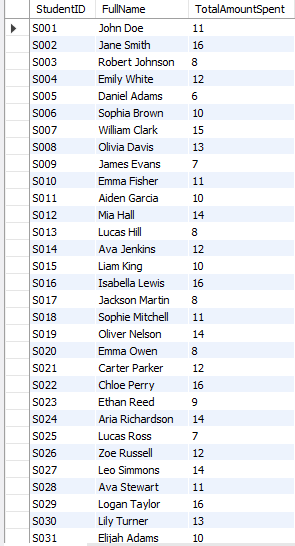 StudentID FullName TotalAmountSpent
S001 John Doe 11
S002 Jane Smith 16
S003 Robert Johnson 8
S004 Emily White 12
S005 Daniel Adams 6
S006 Sophia Brown 10
S007 William Clark 15
S008 Olivia Davis 13
S009 James Evans 7
S010 Emma Fisher 11
S011 Aiden Garcia 10
S012 Mia Hall 14
S013 Lucas Hill 8
S014 Ava Jenkins 12
S015 Liam King 10
S016 Isabella Lewis 16
S017 Jackson Martin 8
S018 Sophie Mitchell 11
S019 Oliver Nelson 14
S020 Emma Owen 8
S021 Carter Parker 12
S022 Chloe Perry 16
S023 Ethan Reed 9
S024 Aria Richardson 14
S025 Lucas Ross 7
S026 Zoe Russell 12
S027 Leo Simmons 14
S028 Ava Stewart 11
S029 Logan Taylor 16
S030 Lily Turner 13
S031 Elijah Adams 10